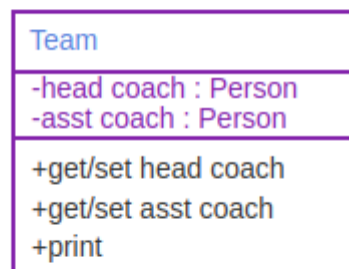 Team
-head coach : Person
-asst coach : Person
+get/set head coach
+get/set asst coach
+print